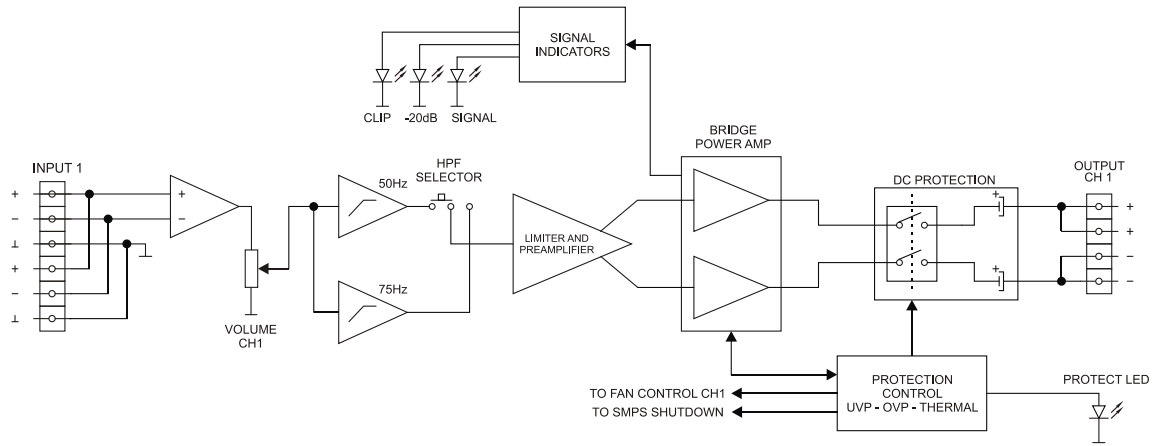 SIGNAL
INDICATORS
CLIP
-20dB
SIGNAL
BRIDGE
POWER AMP
INPUT 1
HPF
SELECTOR
50Hz
OUTPUT
CH 1
DC PROTECTION
+
−
⊥
+
−
⊥
+
−
LIMITER AND
PREAMPLIFIER
+
+
+
+
−
−
75Hz
VOLUME
CH1
TO FAN CONTROL CH1
TO SMPS SHUTDOWN
PROTECTION
CONTROL
UVP - OVP - THERMAL
PROTECT LED